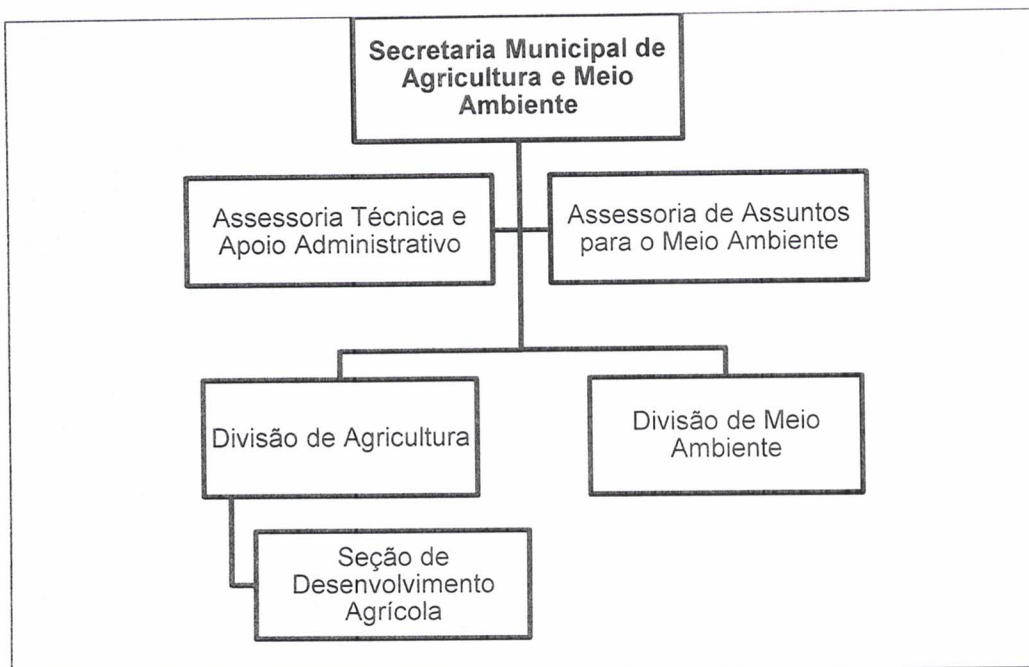 Secretaria Municipal de
Agricultura e Meio
Ambiente
Assessoria Técnica e
Apoio Administrativo
Assessoria de Assuntos
para o Meio Ambiente
Divisão de Agricultura
Divisão de Meio
Ambiente
Seção de
Desenvolvimento
Agrícola